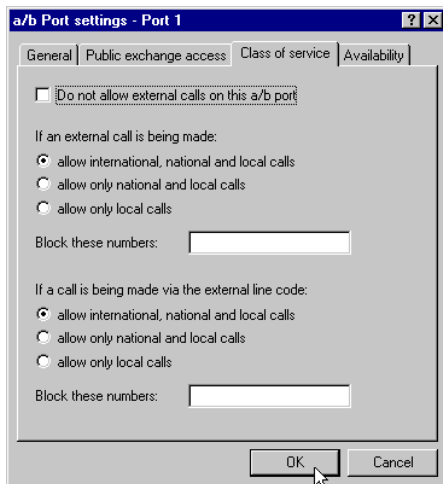 a/b Port settings - Port 1
General Public exchange access Class of service Availability
Do not allow external calls on this a/b port
If an external call is being made:
allow international, national and local calls
allow only national and local calls
allow only local calls
Block these numbers:
If a call is being made via the external line code:
allow international, national and local calls
allow only national and local calls
allow only local calls
Block these numbers:
OK Cancel